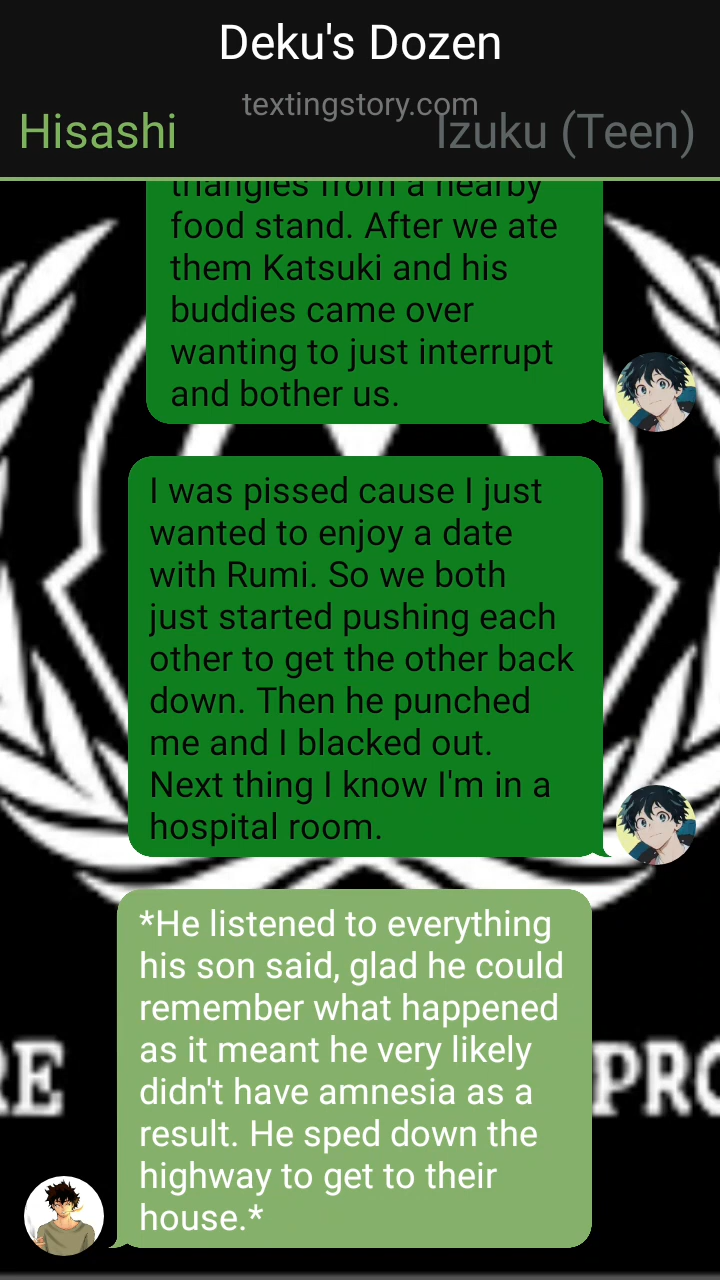 Deku's Dozen
textingstory.com
Hisashi
Izuku (Teen)
triangles from a nearby
food stand. After we ate
them Katsuki and his
buddies came over
wanting to just interrupt
and bother us.
I was pissed cause I just
wanted to enjoy a date
with Rumi. So we both
just started pushing each
other to get the other back
down. Then he punched
me and I blacked out.
Next thing I know I'm in a
hospital room.
*He listened to everything
his son said, glad he could
remember what happened
as it meant he very likely
didn't have amnesia as a
result. He sped down the
highway to get to their
house.*
RE
PRO